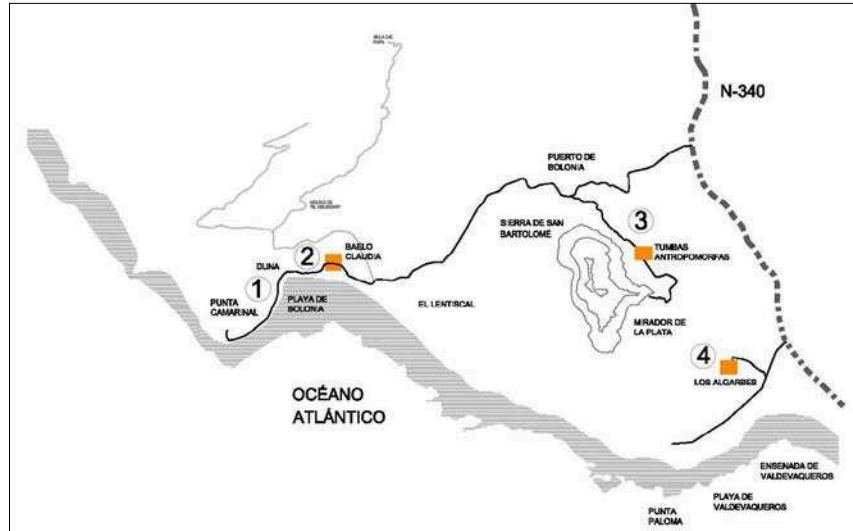 N-340
PUERTO DE
BOLONIA
SIERRA DE SAN
BARTOLOMÉ
3
TUMBAS
ANTROPOMORFAS
2
BAELO
CLAUDIA
DUNA
1
PUNTA
CAMARINAL
PLAYA DE
BOLONIA
EL LENTISCAL
MIRADOR DE
LA PLATA
4
LOS ALGARBES
OCÉANO
ATLÁNTICO
ENSENADA DE
VALDEVAQUEROS
PLAYA DE
VALDEVAQUEROS
PUNTA
PALOMA